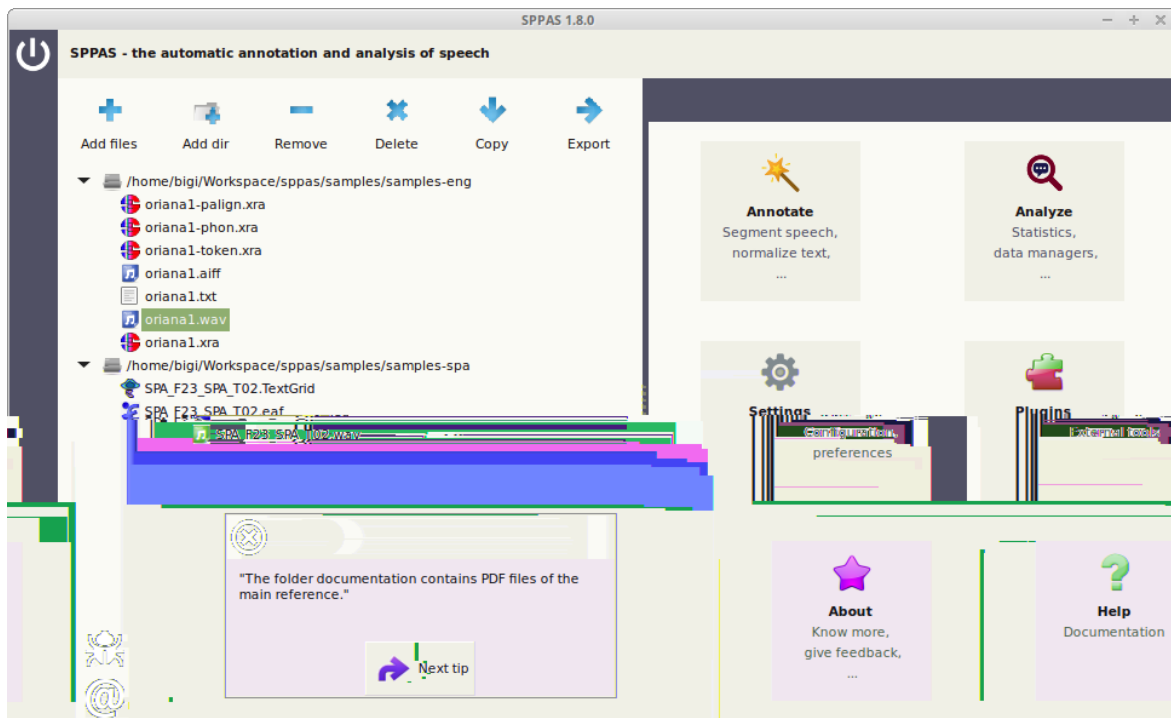 SPPAS 1.8.0
SPPAS - the automatic annotation and analysis of speech
Add files
Add dir
Remove
Delete
Copy
Export
/home/bigi/Workspace/sppas/samples/samples-eng
oriana1-palign.xra
oriana1-phon.xra
oriana1-token.xra
oriana1.aiff
oriana1.txt
oriana1.wav
oriana1.xra
/home/bigi/Workspace/sppas/samples/samples-spa
SPA_F23_SPA_T02.TextGrid
SPA_F23_SPA_T02.eaf
SPA_F23_SPA_T02.wav
Annotate
Segment speech,
normalize text,
...
Analyze
Statistics,
data managers,
...
Settings
Configuration,
preferences
Plugins
External tools
"The folder documentation contains PDF files of the
main reference."
Next tip
About
Know more,
give feedback,
...
Help
Documentation